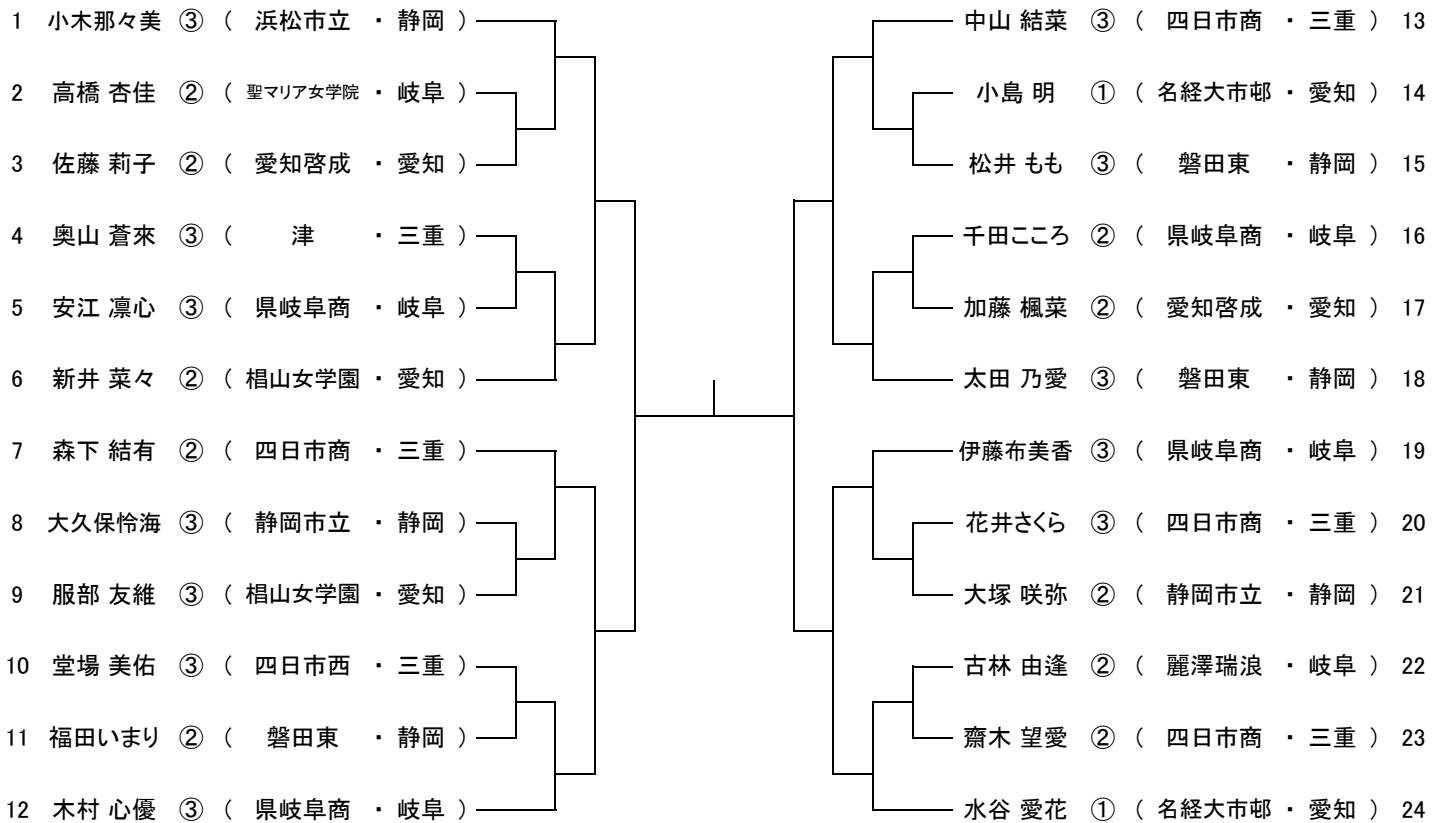 1 小木那々美 ③ ( 浜松市立 ・ 静岡 )
2 高橋 杏佳 ② ( 聖マリア女学院 ・ 岐阜 )
3 佐藤 莉子 ② ( 愛知啓成 ・ 愛知 )
4 奥山 蒼來 ③ ( 津 ・ 三重 )
5 安江 凛心 ③ ( 県岐阜商 ・ 岐阜 )
6 新井 菜々 ② ( 椙山女学園 ・ 愛知 )
7 森下 結有 ② ( 四日市商 ・ 三重 )
8 大久保怜海 ③ ( 静岡市立 ・ 静岡 )
9 服部 友維 ③ ( 椙山女学園 ・ 愛知 )
10 堂場 美佑 ③ ( 四日市西 ・ 三重 )
11 福田いまり ② ( 磐田東 ・ 静岡 )
12 木村 心優 ③ ( 県岐阜商 ・ 岐阜 )
中山 結菜 ③ ( 四日市商 ・ 三重 ) 13
小島 明 ① ( 名経大市邨 ・ 愛知 ) 14
松井 もも ③ ( 磐田東 ・ 静岡 ) 15
千田こころ ② ( 県岐阜商 ・ 岐阜 ) 16
加藤 楓菜 ② ( 愛知啓成 ・ 愛知 ) 17
太田 乃愛 ③ ( 磐田東 ・ 静岡 ) 18
伊藤布美香 ③ ( 県岐阜商 ・ 岐阜 ) 19
花井さくら ③ ( 四日市商 ・ 三重 ) 20
大塚 咲弥 ② ( 静岡市立 ・ 静岡 ) 21
古林 由逢 ② ( 麗澤瑞浪 ・ 岐阜 ) 22
齋木 望愛 ② ( 四日市商 ・ 三重 ) 23
水谷 愛花 ① ( 名経大市邨 ・ 愛知 ) 24